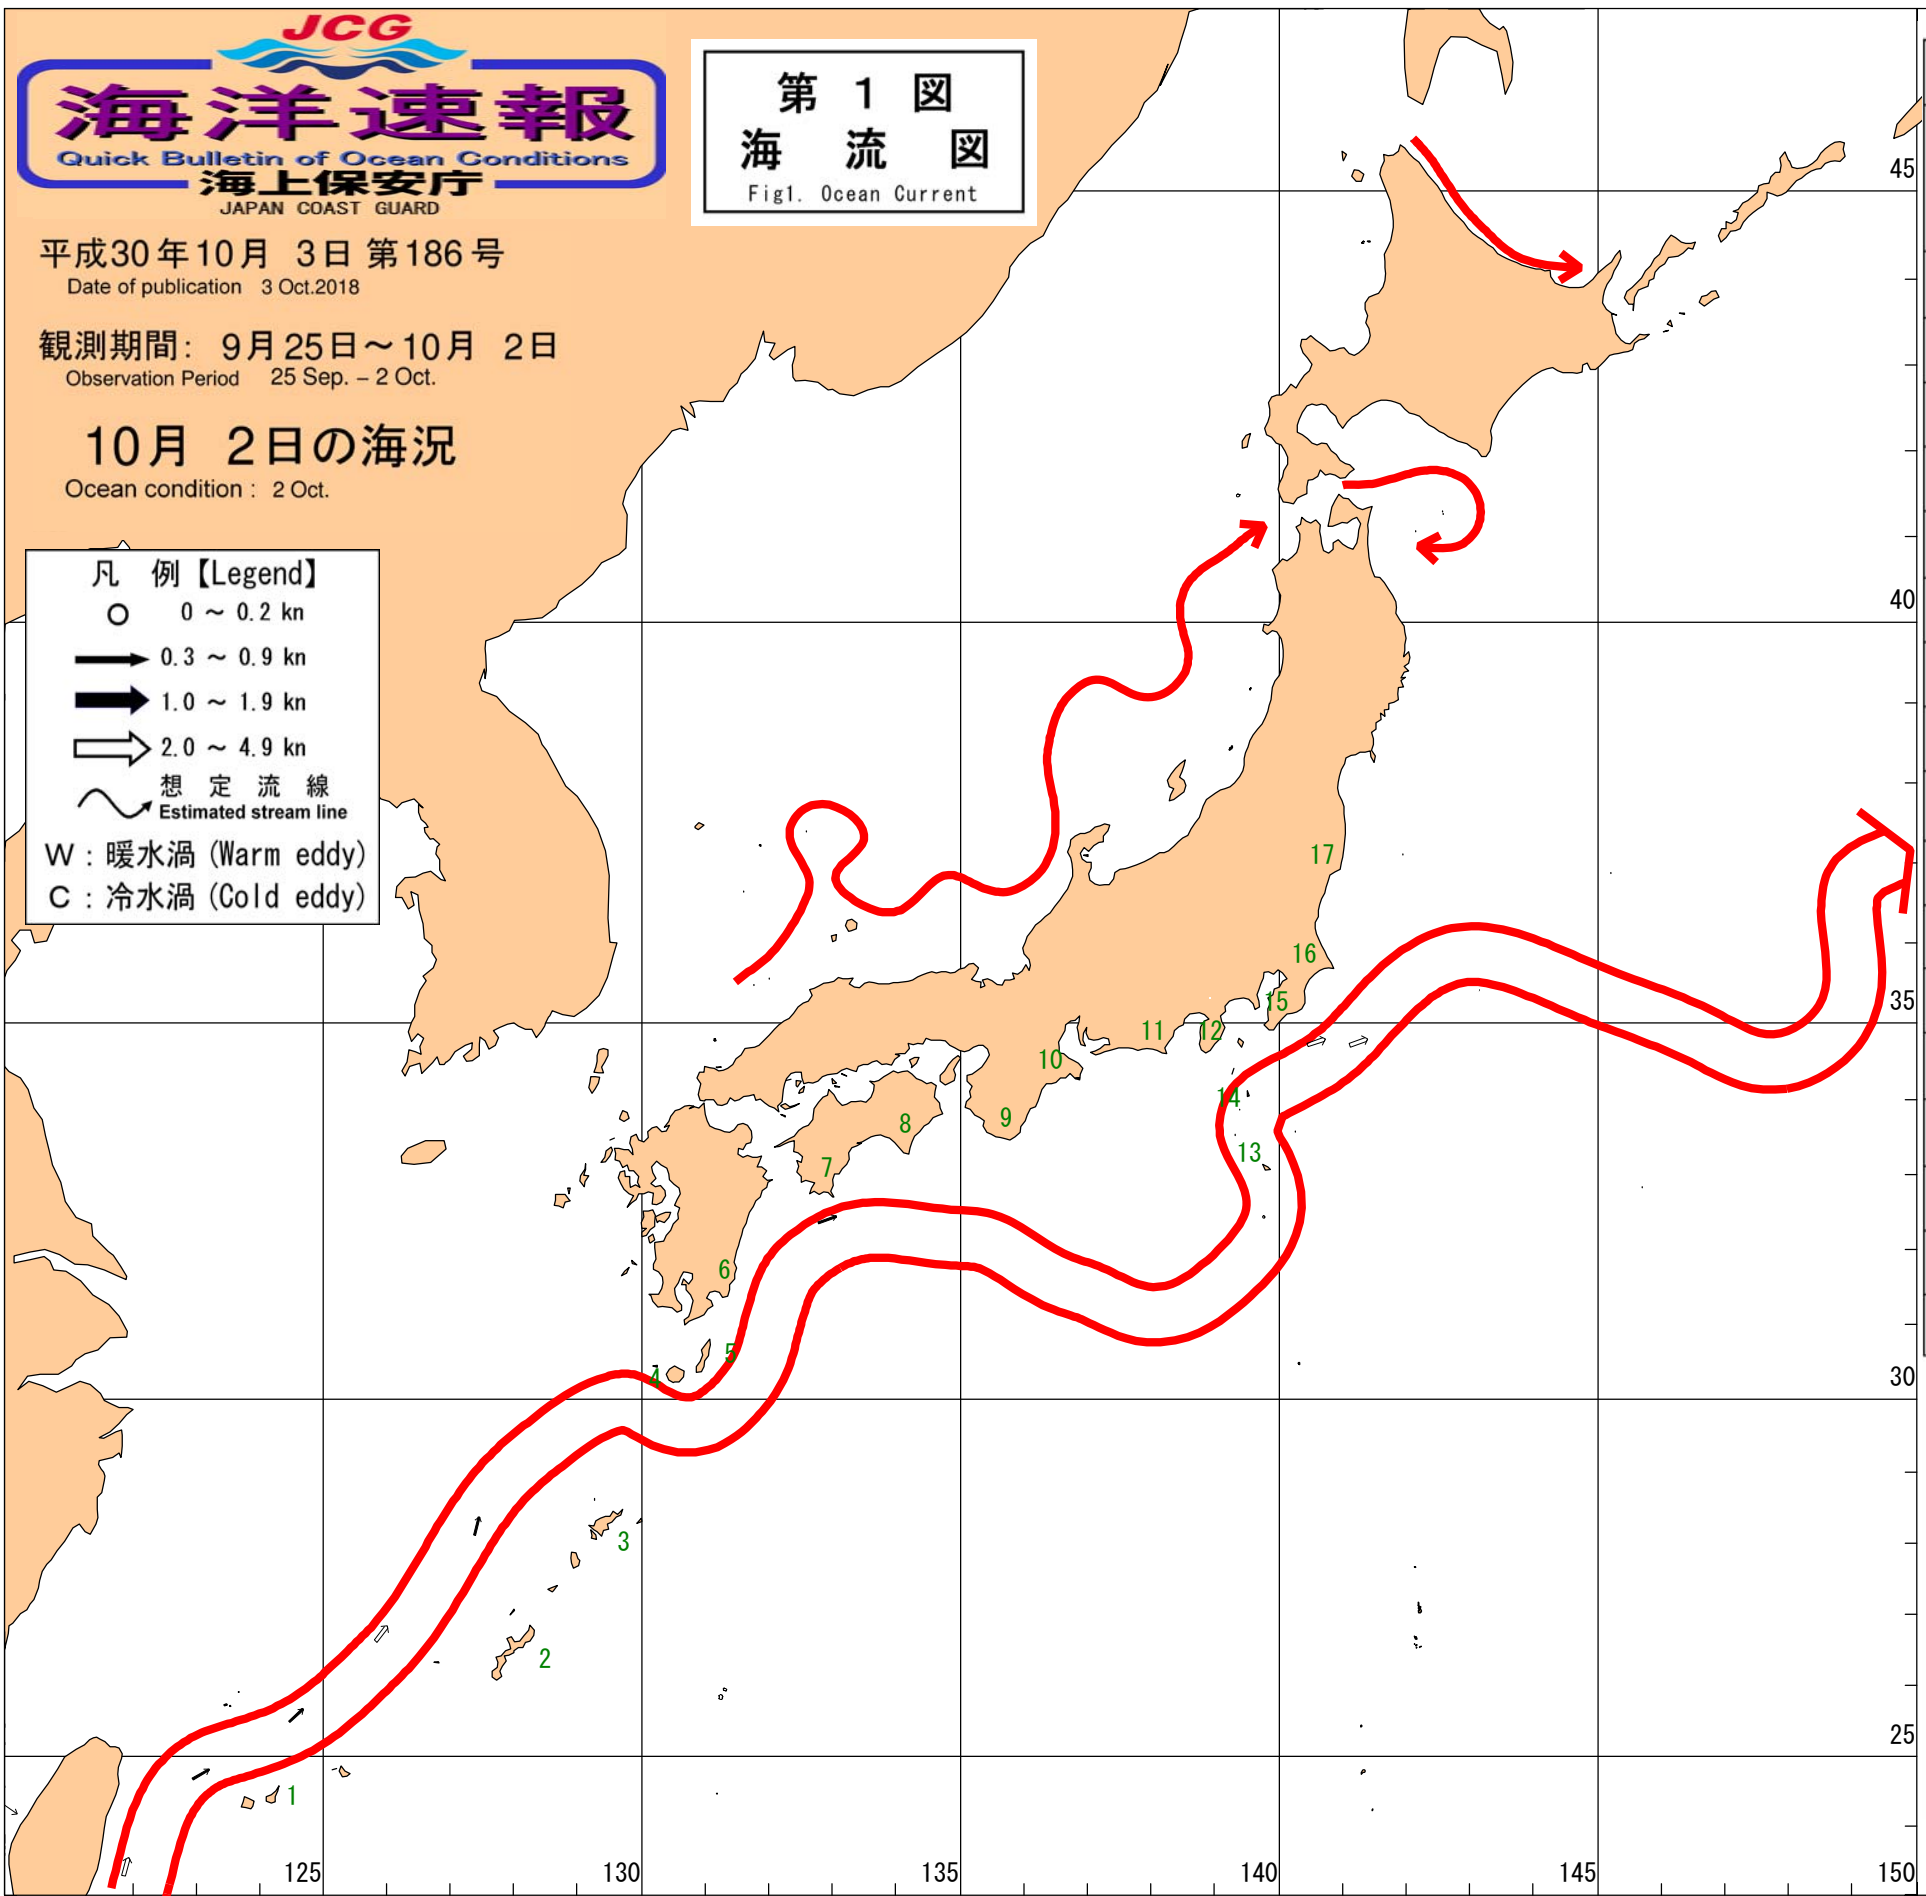 JCG
海洋速報
Quick Bulletin of Ocean Conditions
海上保安庁
JAPAN COAST GUARD
第 1 図
海 流 図
Fig1. Ocean Current
平成30年10月 3日 第186号
Date of publication 3 Oct.2018
観測期間: 9月25日～10月 2日
Observation Period 25 Sep. – 2 Oct.
10月 2日の海況
Ocean condition : 2 Oct.
凡 例【Legend】
0 ～ 0.2 kn
0.3 ～ 0.9 kn
1.0 ～ 1.9 kn
2.0 ～ 4.9 kn
想 定 流 線
Estimated stream line
W : 暖水渦 (Warm eddy)
C : 冷水渦 (Cold eddy)
45
40
35
30
25
17
16
15
14
13
12
11
10
9
8
7
6
5
4
3
2
1
125
130
135
140
145
150